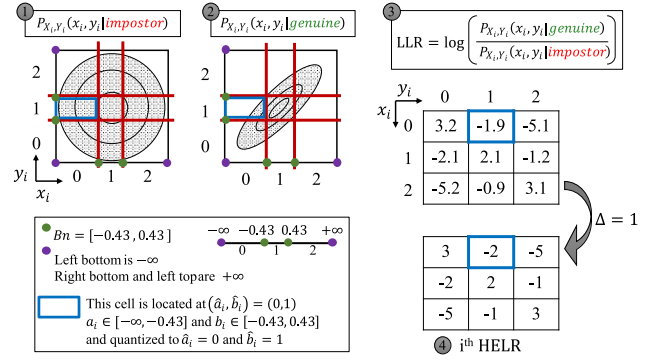 1
P_{X_i,Y_i}(x_i, y_i|impostor)
2
1
0
0 1 2
y_i
x_i
2
P_{X_i,Y_i}(x_i, y_i|genuine)
2
1
0
0 1 2
3
LLR = log(P_{X_i,Y_i}(x_i, y_i|genuine) / P_{X_i,Y_i}(x_i, y_i|impostor))
y_i
x_i
0 1 2
0 3.2 -1.9 -5.1
1 -2.1 2.1 -1.2
2 -5.2 -0.9 3.1
Δ = 1
3 -2 -5
-2 2 -1
-5 -1 3
4 i^th HELR
Bn = [-0.43, 0.43]
-∞ -0.43 0.43 +∞
0 1 2
Left bottom is -∞
Right bottom and left topare +∞
This cell is located at (â_i, b̂_i) = (0,1)
a_i ∈ [-∞, -0.43] and b_i ∈ [-0.43, 0.43]
and quantized to â_i = 0 and b̂_i = 1